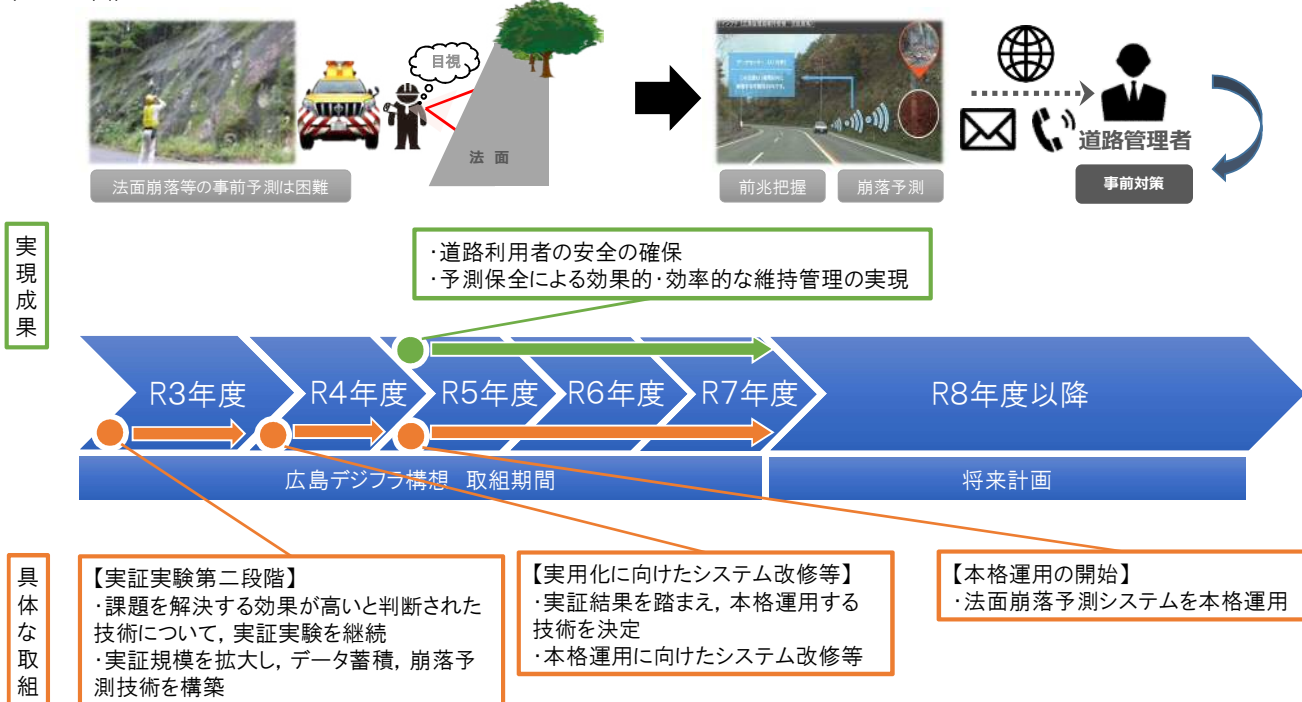 目視
法 面
法面崩落等の事前予測は困難
前兆把握
崩落予測
道路管理者
事前対策
実現成果
・道路利用者の安全の確保
・予測保全による効果的・効率的な維持管理の実現
R3年度
R4年度
R5年度
R6年度
R7年度
R8年度以降
広島デジフラ構想 取組期間
将来計画
具体な取組
【実証実験第二段階】
・課題を解決する効果が高いと判断された
技術について，実証実験を継続
・実証規模を拡大し，データ蓄積，崩落予
測技術を構築
【実用化に向けたシステム改修等】
・実証結果を踏まえ，本格運用する
技術を決定
・本格運用に向けたシステム改修等
【本格運用の開始】
・法面崩落予測システムを本格運用